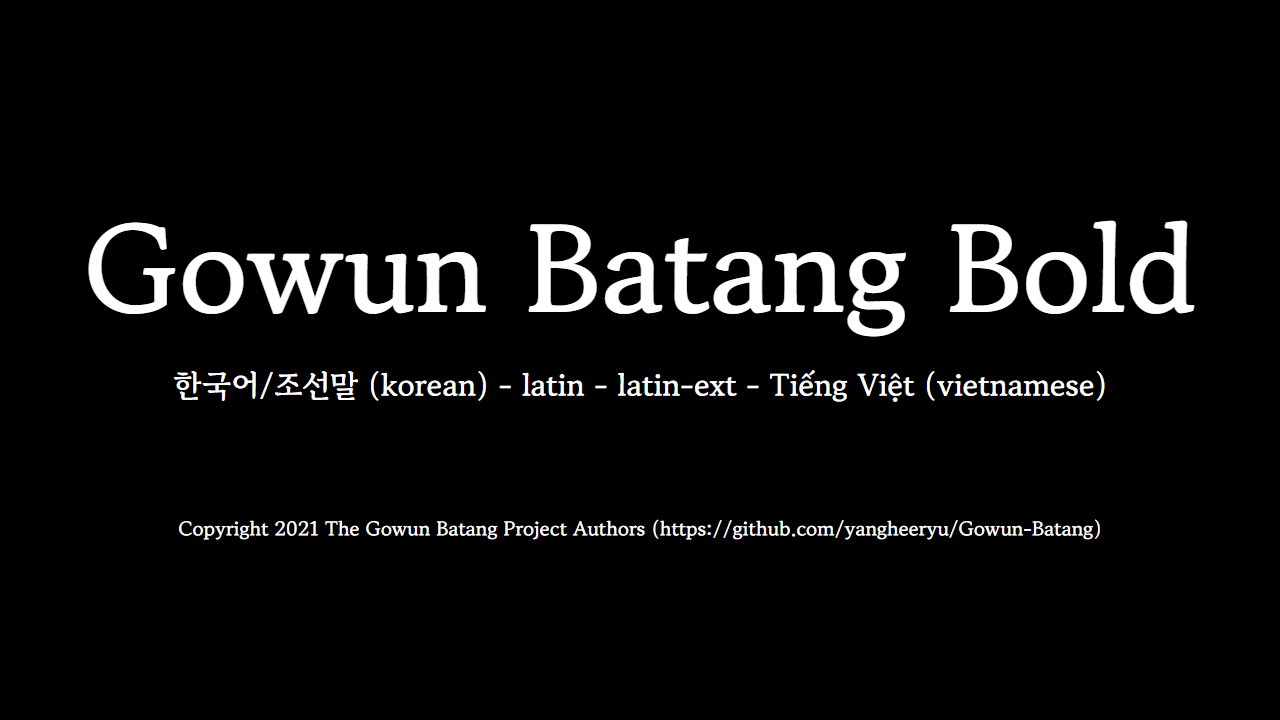 Gowun Batang Bold
한국어/조선말 (korean) - latin - latin-ext - Tiếng Việt (vietnamese)
Copyright 2021 The Gowun Batang Project Authors (https://github.com/yangheeryu/Gowun-Batang)